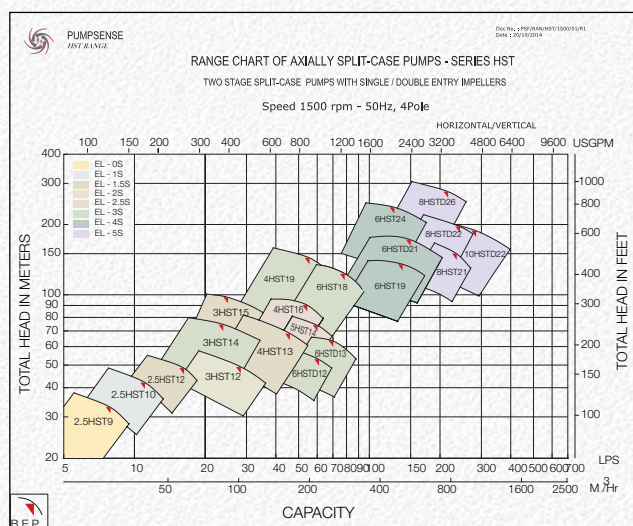 PUMPSENSE
HST RANGE
Doc No. : PSF/RAN/HST/1500/01/R1
Date : 20/10/2014
RANGE CHART OF AXIALLY SPLIT-CASE PUMPS - SERIES HST
TWO STAGE SPLIT-CASE PUMPS WITH SINGLE / DOUBLE ENTRY IMPELLERS
Speed 1500 rpm - 50Hz, 4Pole
HORIZONTAL/VERTICAL
100 200 300 400 600 800 1200 1600 2400 3200 4800 6400 9600 USGPM
EL - 0S
EL - 1S
EL - 1.5S
EL - 2S
EL - 2.5S
EL - 3S
EL - 4S
EL - 5S
TOTAL HEAD IN METERS
400
300
200
150
100
90
80
70
60
50
40
30
20
TOTAL HEAD IN FEET
1000
800
600
400
300
200
150
100
8HSTD26
6HST24
8HSTD22
6HSTD21
10HSTD22
8HST21
4HST19
6HST18
6HST19
3HST15
4HST16
5HST14
3HST14
4HST13
6HSTD13
2.5HST12
3HST12
6HSTD12
2.5HST10
2.5HST9
5 10 20 30 40 50 60 70 80 90 100 150 200 300 400 500 600 700 LPS
50 100 200 400 800 1600 2500 M3/Hr
CAPACITY
R.E.P.